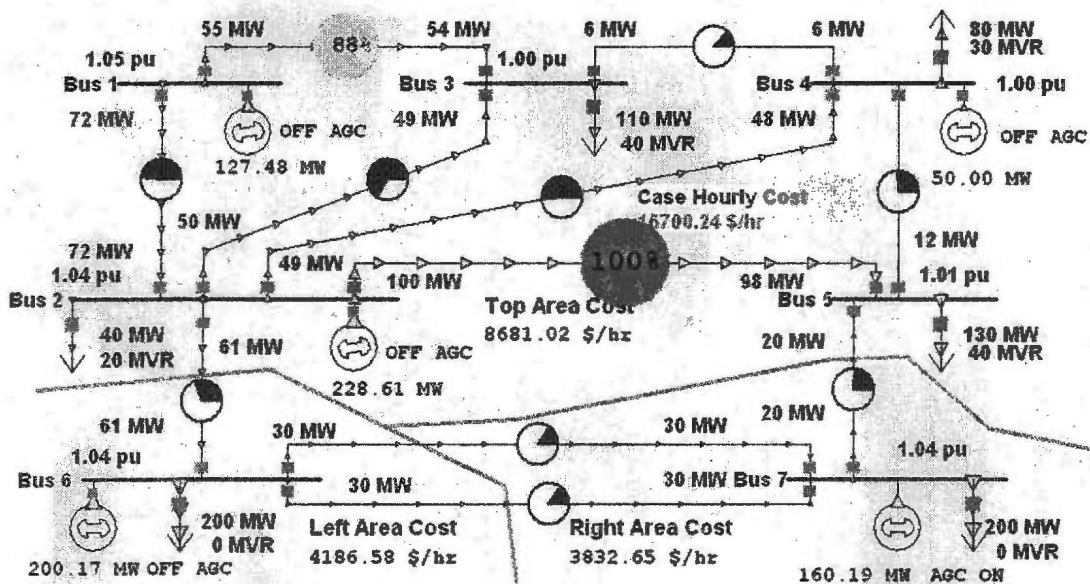 55 MW
88%
54 MW
6 MW
6 MW
80 MW
30 MVR
1.05 pu
1.00 pu
Bus 1
Bus 3
Bus 4
1.00 pu
72 MW
OFF AGC
127.48 MW
49 MW
110 MW
40 MVR
48 MW
OFF AGC
50.00 MW
50 MW
Case Hourly Cost
16700.24 $/hr
72 MW
1.04 pu
49 MW
100 MW
100%
98 MW
12 MW
1.01 pu
Bus 2
Bus 5
Top Area Cost
8681.02 $/hr
40 MW
20 MVR
61 MW
OFF AGC
228.61 MW
20 MW
130 MW
40 MVR
61 MW
30 MW
30 MW
20 MW
1.04 pu
1.04 pu
Bus 6
30 MW
30 MW
Bus 7
200 MW
0 MVR
Left Area Cost
4186.58 $/hr
Right Area Cost
3832.65 $/hr
200 MW
0 MVR
200.17 MW OFF AGC
160.19 MW AGC ON